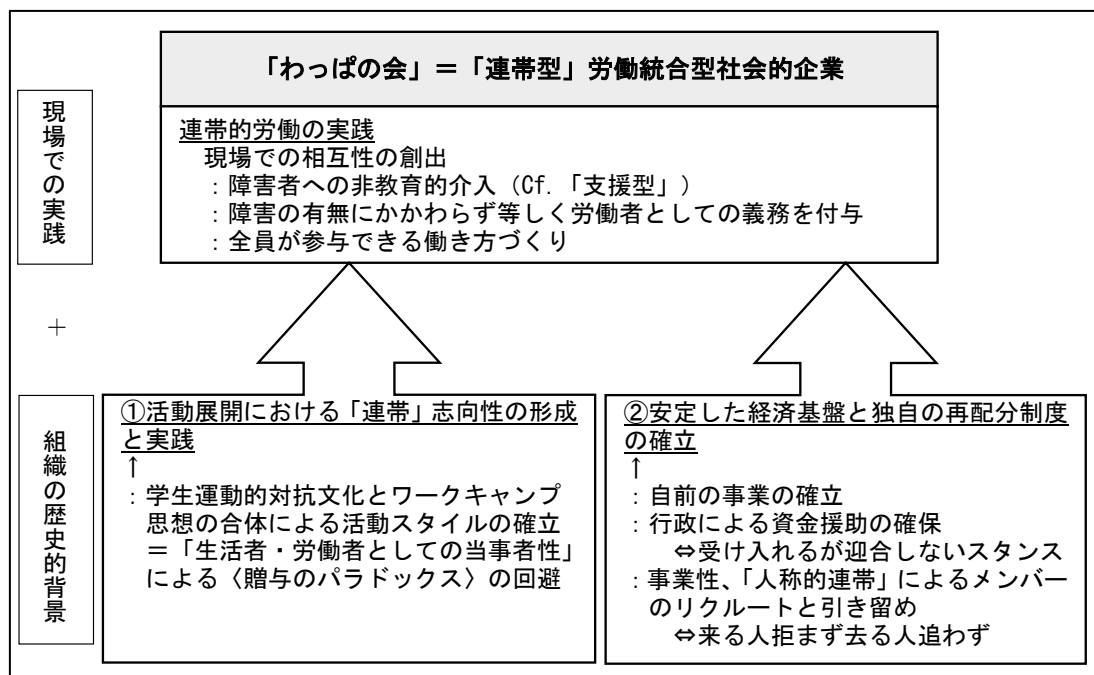 「わっぱの会」＝「連帯型」労働統合型社会的企業
現場での実践
連帯的労働の実践
現場での相互性の創出
：障害者への非教育的介入（Cf.「支援型」）
：障害の有無にかかわらず等しく労働者としての義務を付与
：全員が参与できる働き方づくり
＋
組織の歴史的背景
①活動展開における「連帯」志向性の形成
と実践
↑
：学生運動的対抗文化とワークキャンプ
思想の合体による活動スタイルの確立
＝「生活者・労働者としての当事者性」
による〈贈与のパラドックス〉の回避
②安定した経済基盤と独自の再配分制度
の確立
↑
：自前の事業の確立
：行政による資金援助の確保
⇔受け入れるが迎合しないスタンス
：事業性、「人称的連帯」によるメンバー
のリクルートと引き留め
⇔来る人拒まず去る人追わず